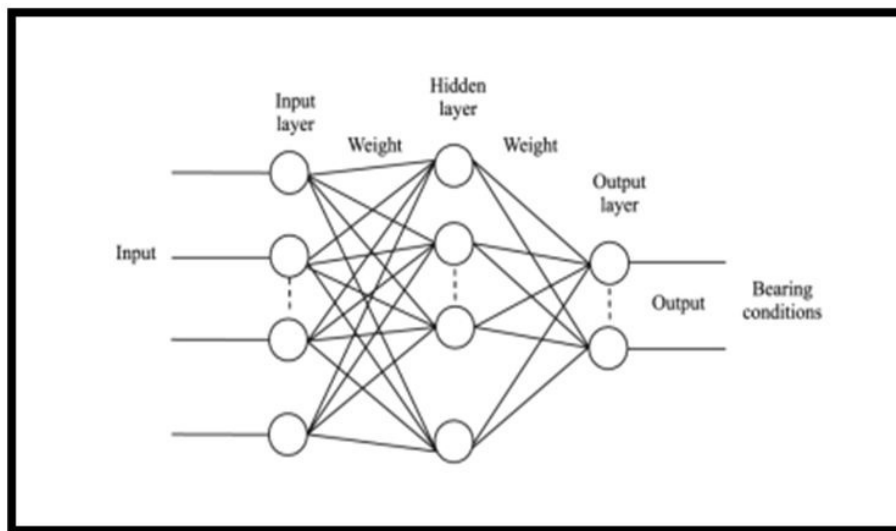 Input
layer
Hidden
layer
Weight
Weight
Output
layer
Input
Output
Bearing
conditions